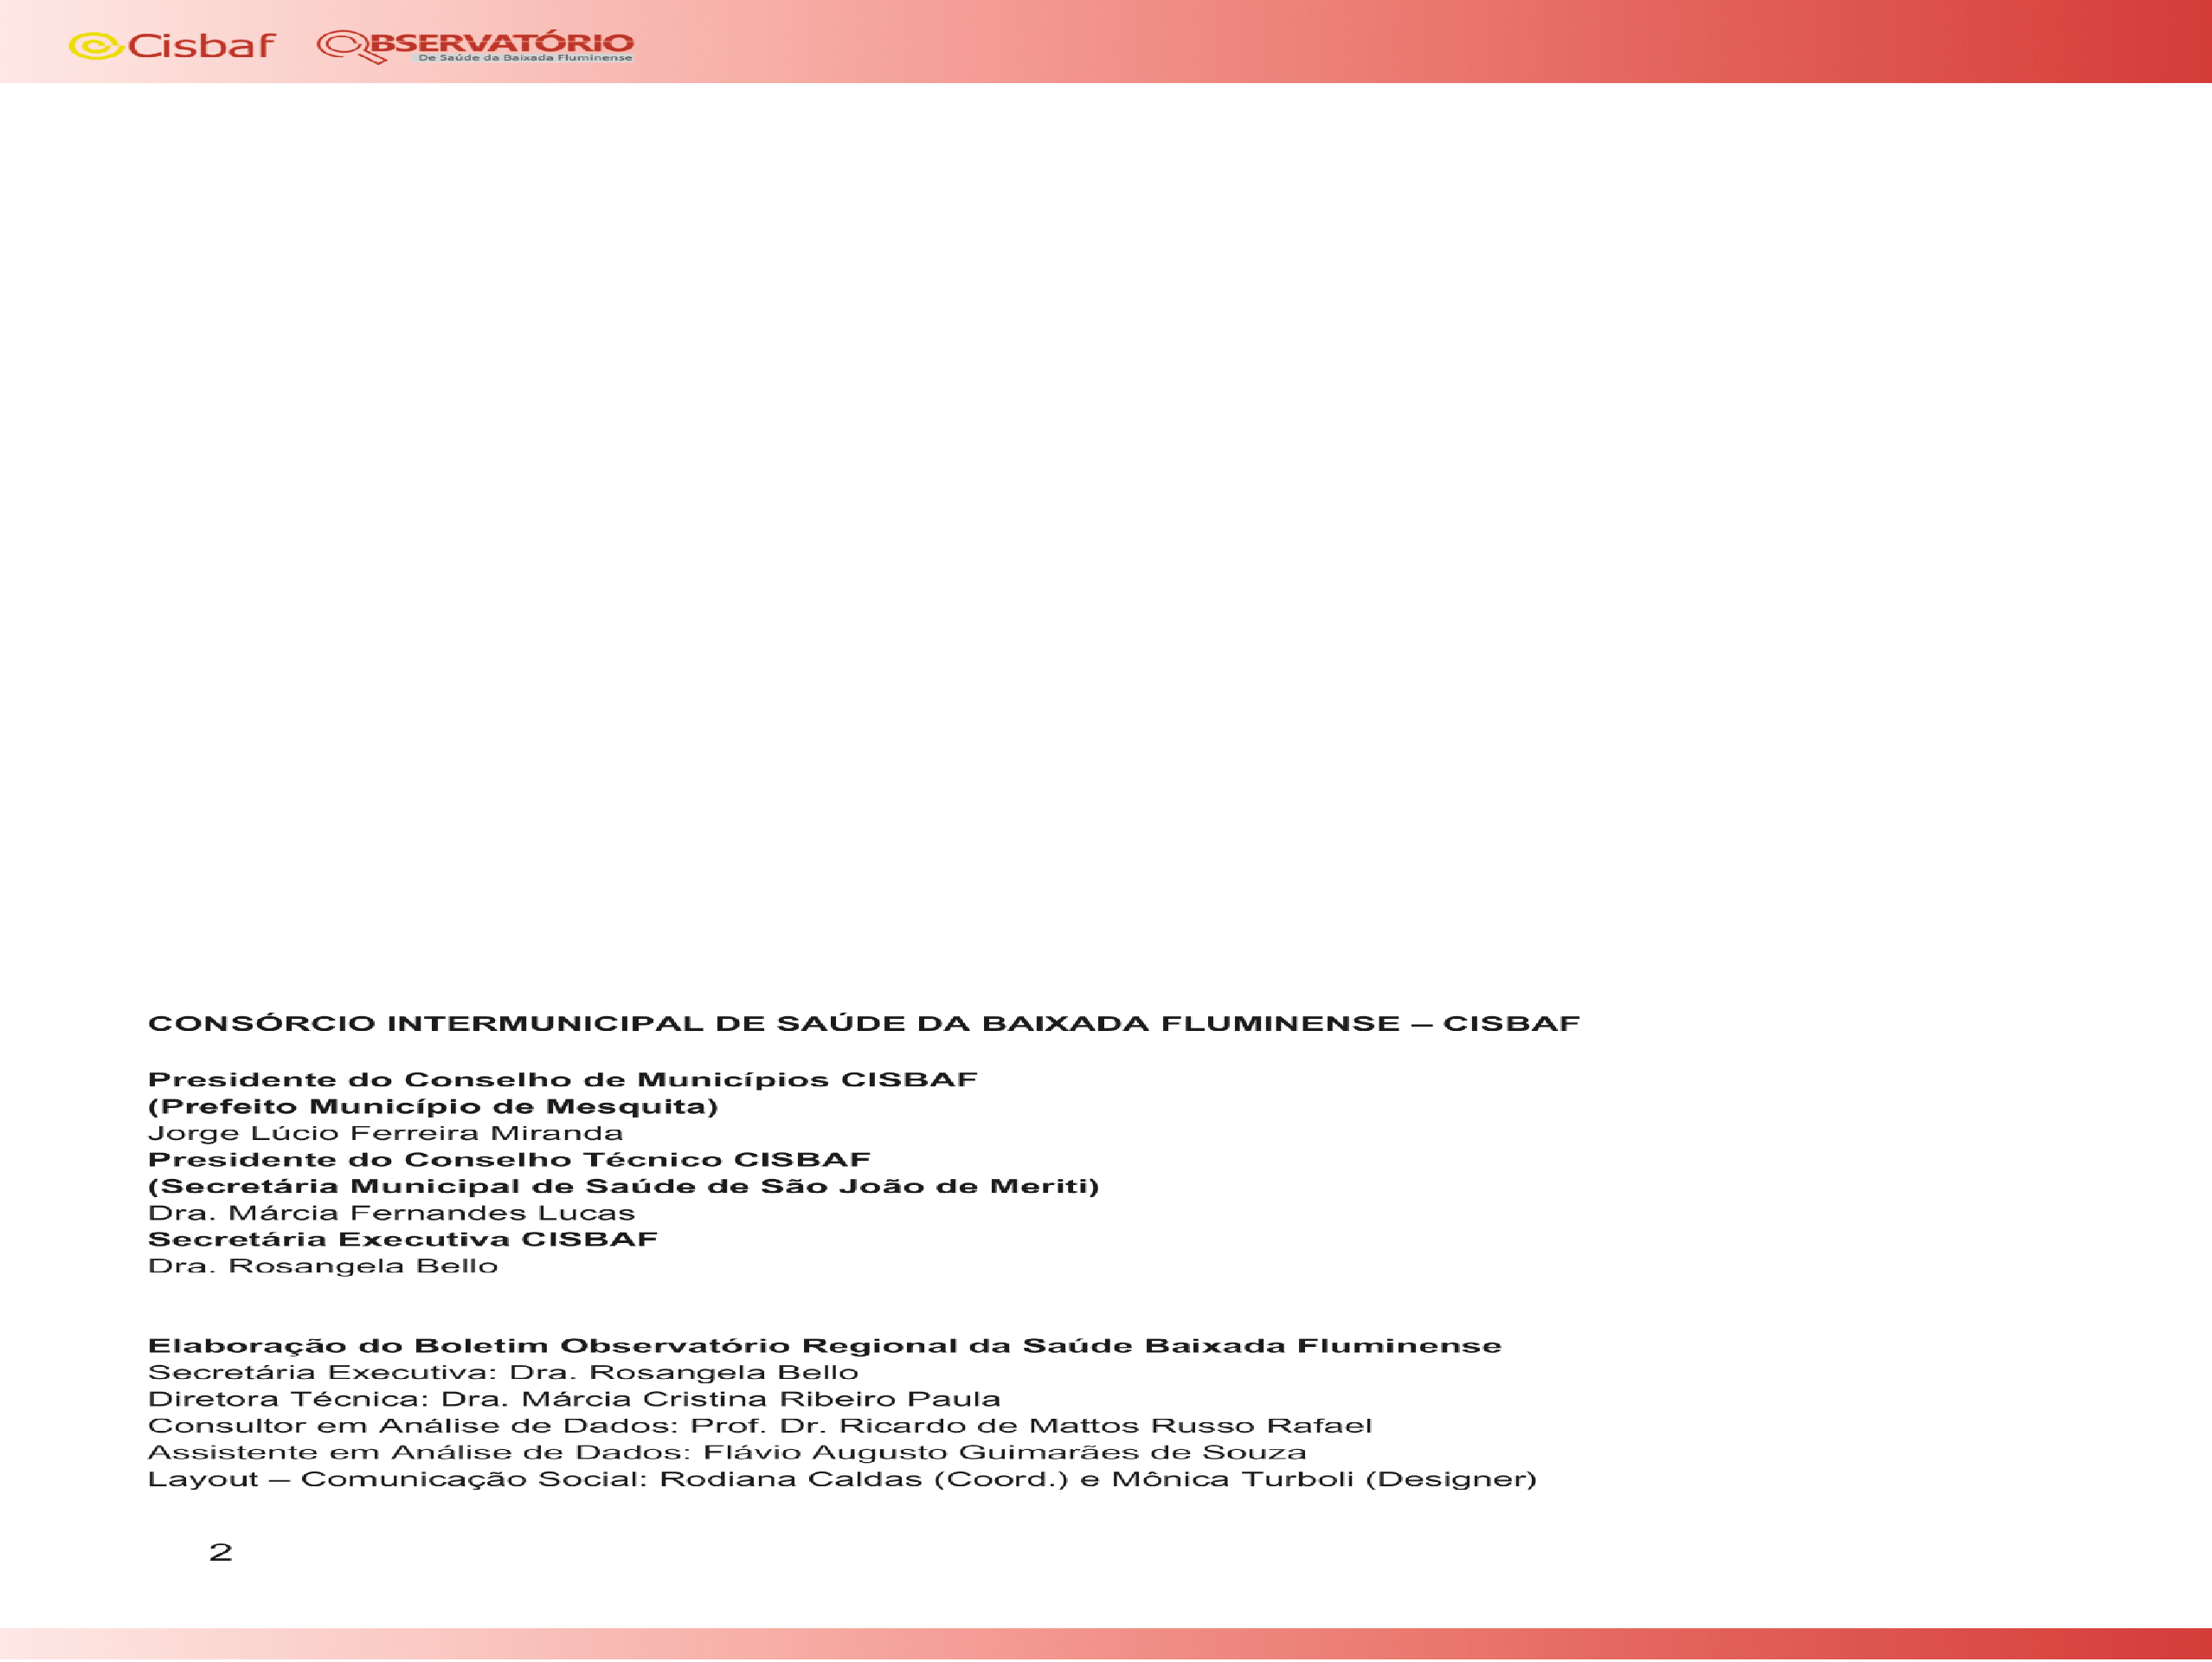 Cisbaf OBSERVATÓRIO
De Saúde da Baixada Fluminense
CONSÓRCIO INTERMUNICIPAL DE SAÚDE DA BAIXADA FLUMINENSE – CISBAF
Presidente do Conselho de Municípios CISBAF
(Prefeito Município de Mesquita)
Jorge Lúcio Ferreira Miranda
Presidente do Conselho Técnico CISBAF
(Secretária Municipal de Saúde de São João de Meriti)
Dra. Márcia Fernandes Lucas
Secretária Executiva CISBAF
Dra. Rosangela Bello
Elaboração do Boletim Observatório Regional da Saúde Baixada Fluminense
Secretária Executiva: Dra. Rosangela Bello
Diretora Técnica: Dra. Márcia Cristina Ribeiro Paula
Consultor em Análise de Dados: Prof. Dr. Ricardo de Mattos Russo Rafael
Assistente em Análise de Dados: Flávio Augusto Guimarães de Souza
Layout – Comunicação Social: Rodiana Caldas (Coord.) e Mônica Turboli (Designer)
2